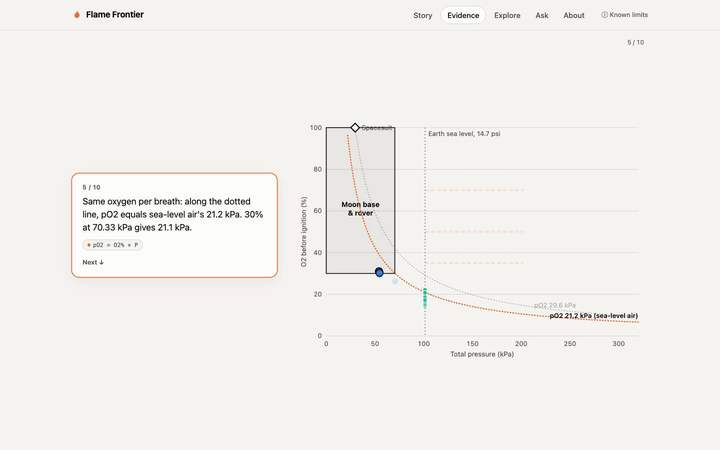 Flame Frontier
Story
Evidence
Explore
Ask
About
ⓘ Known limits
5 / 10
5 / 10
Same oxygen per breath: along the dotted
line, pO2 equals sea-level air's 21.2 kPa. 30%
at 70.33 kPa gives 21.1 kPa.
pO2 = O2% × P
Next ↓
O2 before ignition (%)
100
80
60
40
20
0
Spacesuit
Earth sea level, 14.7 psi
Moon base
& rover
pO2 29.6 kPa
pO2 21.2 kPa (sea-level air)
0
50
100
150
200
250
300
Total pressure (kPa)